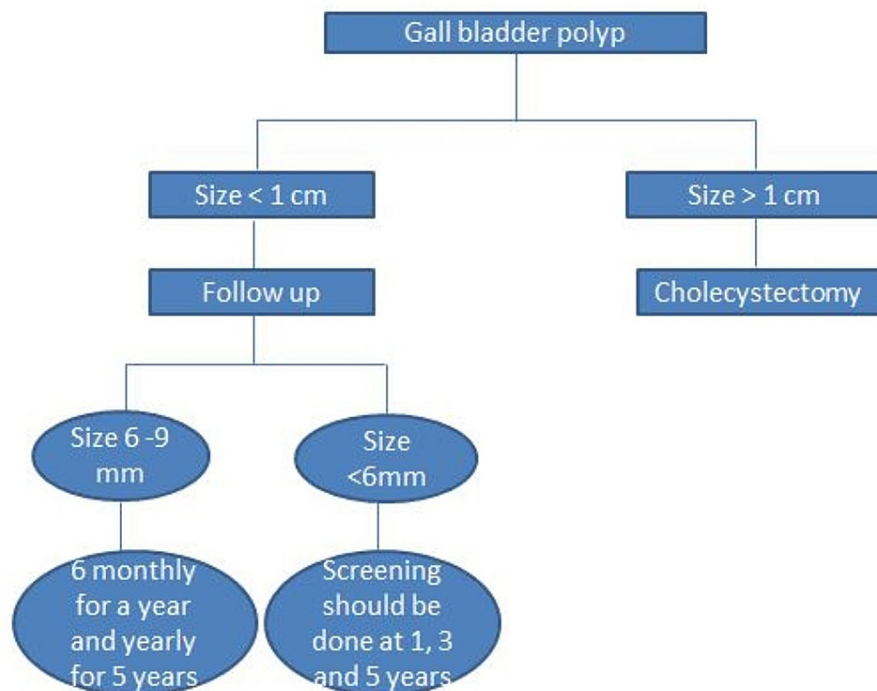 Gall bladder polyp
Size < 1 cm
Size > 1 cm
Follow up
Cholecystectomy
Size 6 -9
mm
Size
<6mm
6 monthly
for a year
and yearly
for 5 years
Screening
should be
done at 1, 3
and 5 years